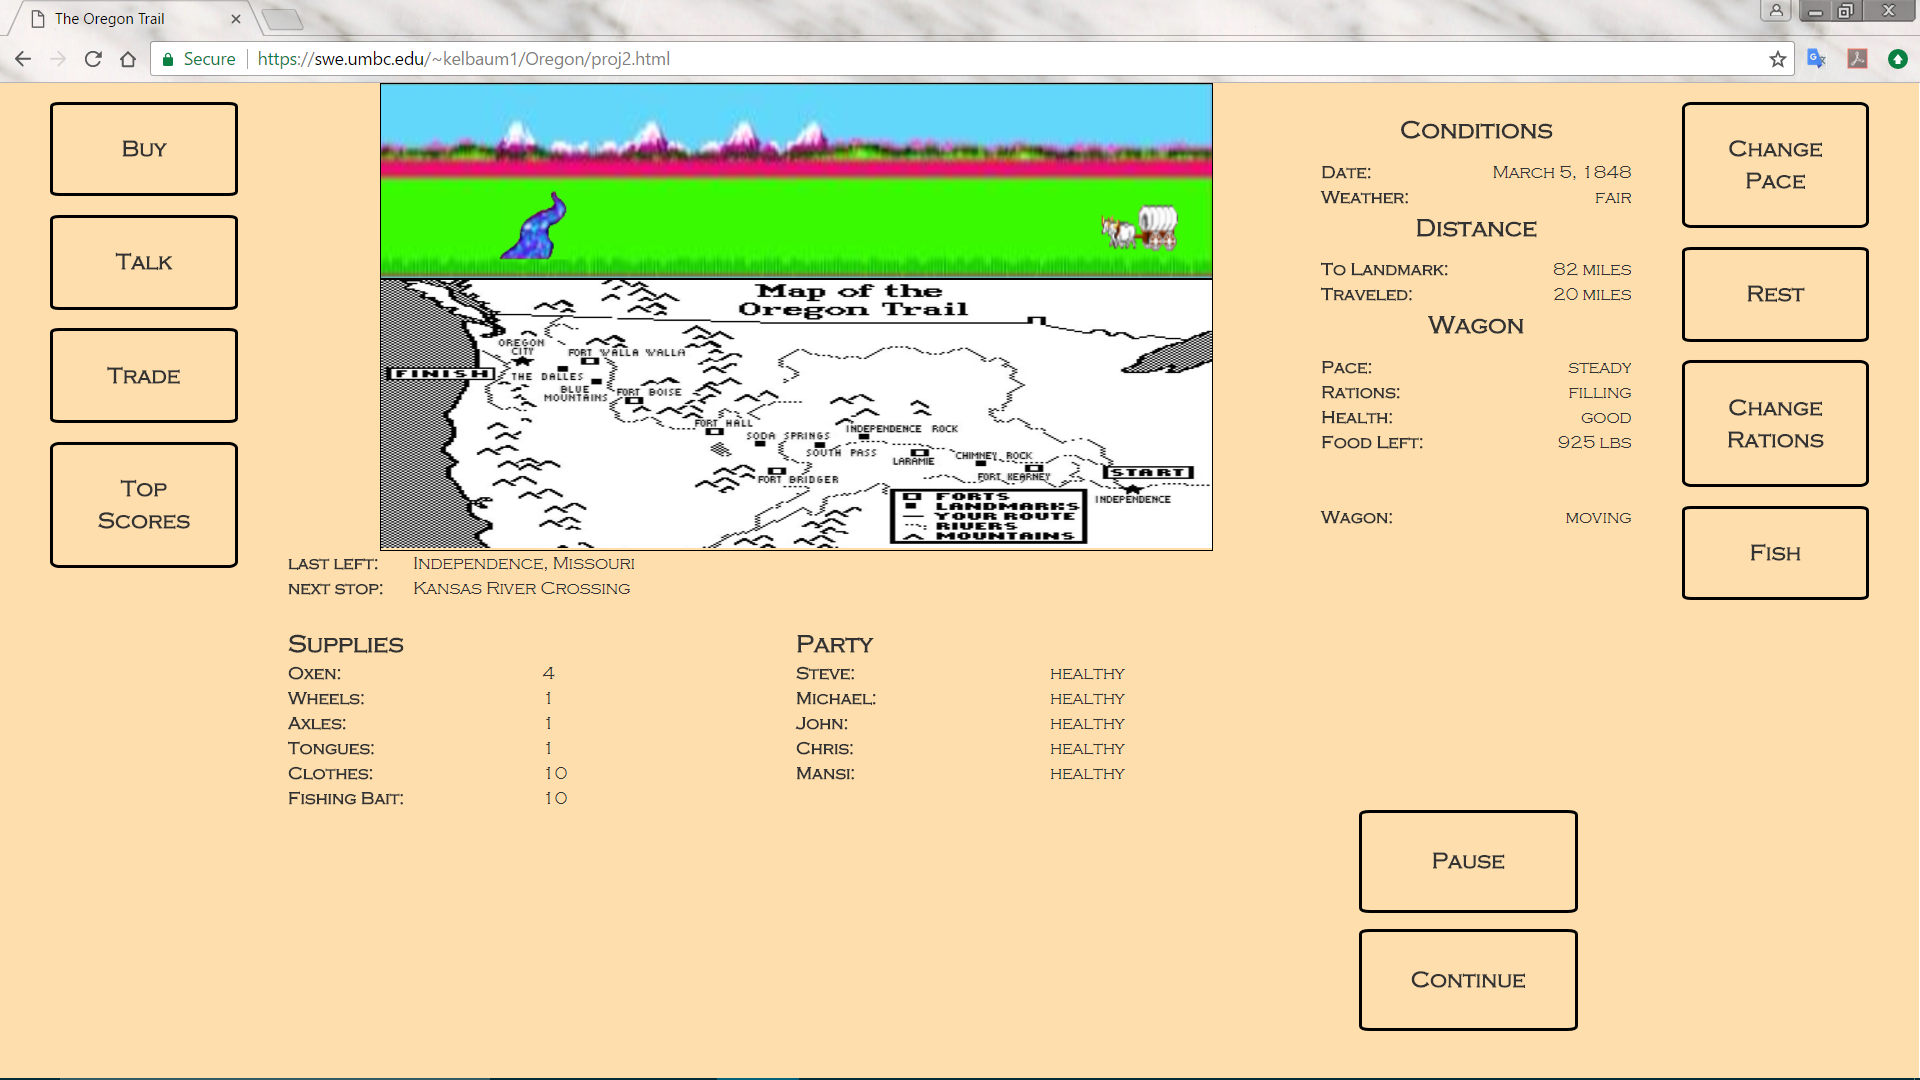 The Oregon Trail
Secure
https://swe.umbc.edu/~kelbaum1/Oregon/proj2.html
Buy
Talk
Trade
Top
Scores
Map of the
Oregon Trail
OREGON
CITY
FORT WALLA WALLA
FINISH
THE DALLES
BLUE
MOUNTAINS
FORT BOISE
FORT HALL
SODA SPRINGS
INDEPENDENCE ROCK
SOUTH PASS
LARAMIE
CHIMNEY ROCK
FORT KEARNEY
FORT BRIDGER
START
INDEPENDENCE
FORTS
LANDMARKS
YOUR ROUTE
RIVERS
MOUNTAINS
last left: Independence, Missouri
next stop: Kansas River Crossing
Supplies
Oxen: 4
Wheels: 1
Axles: 1
Tongues: 1
Clothes: 10
Fishing Bait: 10
Party
Steve: healthy
Michael: healthy
John: healthy
Chris: healthy
Mansi: healthy
Conditions
Date: March 5, 1848
Weather: fair
Distance
To Landmark: 82 miles
Traveled: 20 miles
Wagon
Pace: steady
Rations: filling
Health: good
Food Left: 925 lbs
Wagon: moving
Change
Pace
Rest
Change
Rations
Fish
Pause
Continue